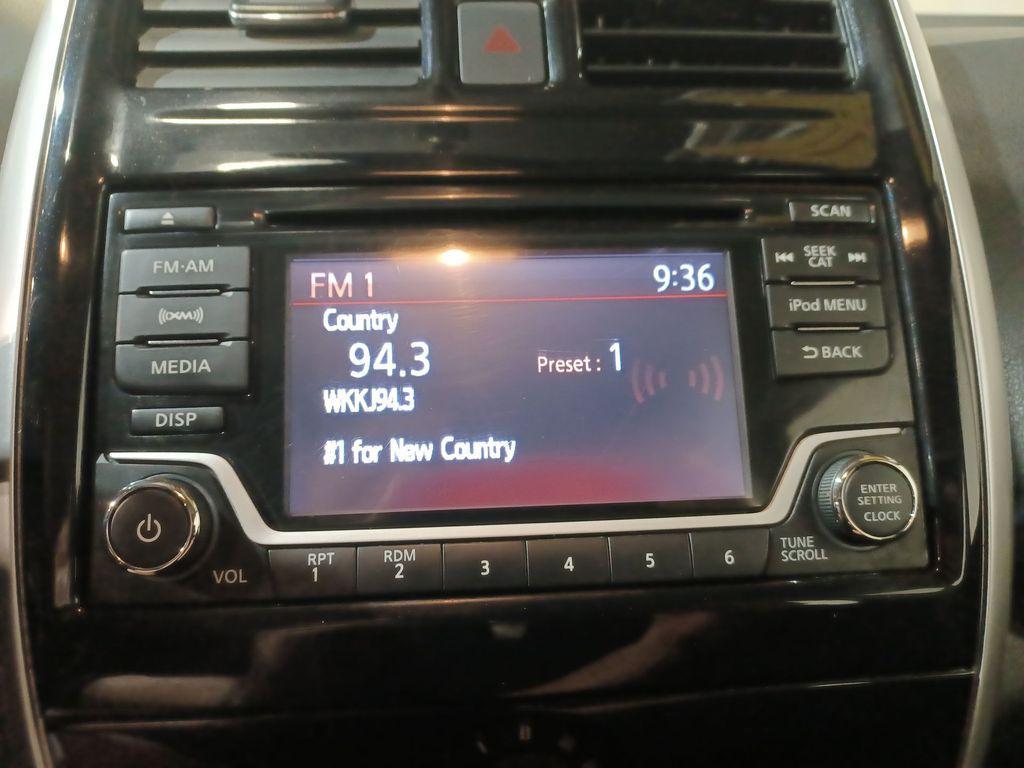 SCAN
FM·AM
SEEK
CAT
((XM))
iPod MENU
MEDIA
BACK
DISP
FM 1
9:36
Country
94.3
Preset : 1
WKKJ94.3
#1 for New Country
ENTER
SETTING
CLOCK
TUNE
SCROLL
VOL
RPT
1
RDM
2
3
4
5
6